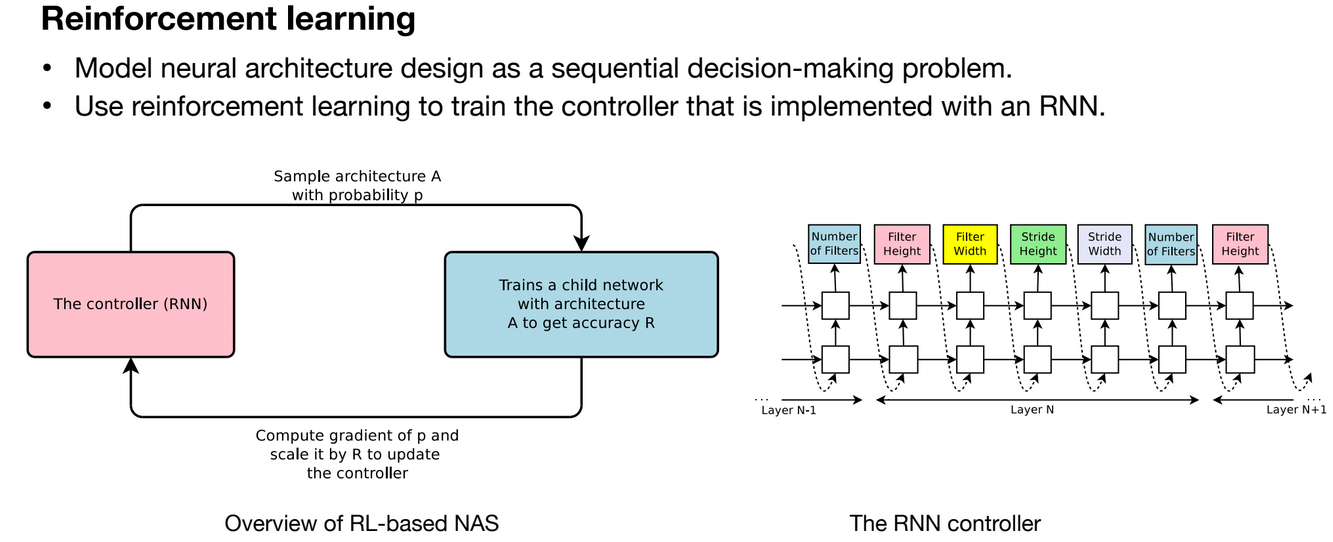 Reinforcement learning
• Model neural architecture design as a sequential decision-making problem.
• Use reinforcement learning to train the controller that is implemented with an RNN.
Sample architecture A
with probability p
The controller (RNN)
Trains a child network
with architecture
A to get accuracy R
Compute gradient of p and
scale it by R to update
the controller
Overview of RL-based NAS
Number
of Filters
Filter
Height
Filter
Width
Stride
Height
Stride
Width
Number
of Filters
Filter
Height
...
Layer N-1
Layer N
...
Layer N+1
The RNN controller